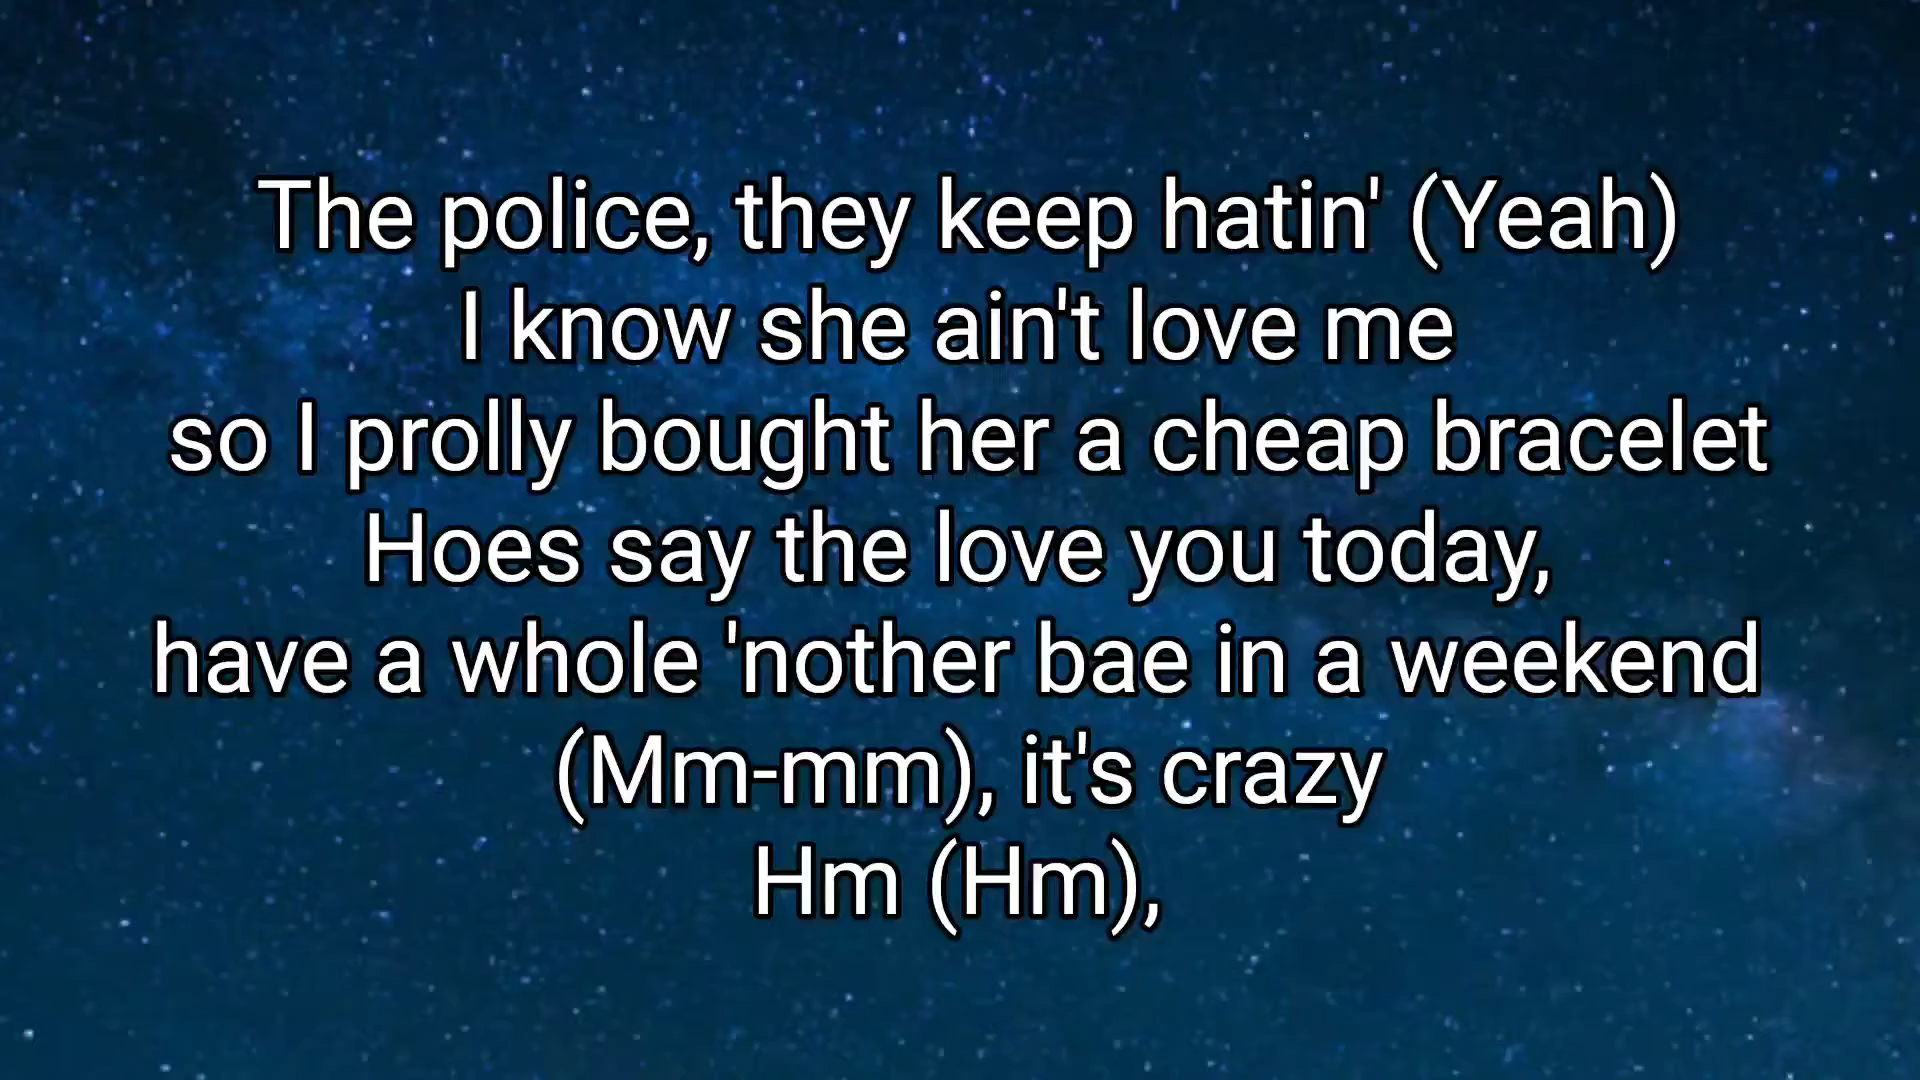 The police, they keep hatin' (Yeah)
I know she ain't love me
so I prolly bought her a cheap bracelet
Hoes say the love you today,
have a whole 'nother bae in a weekend
(Mm-mm), it's crazy
Hm (Hm),